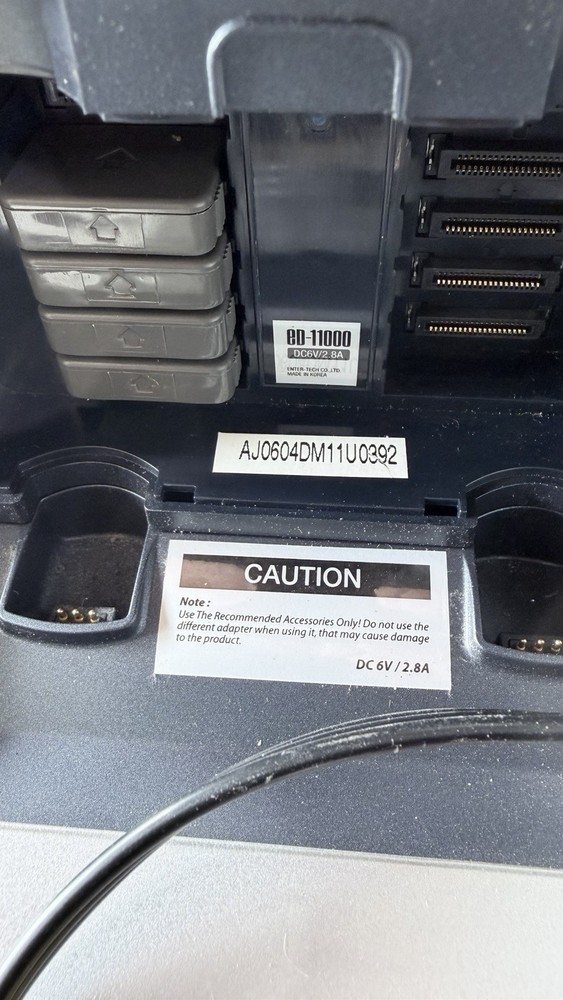 eD-11000
DC6V/2.8A
ENTER-TECH CO.,LTD.
MADE IN KOREA
AJ0604DM11U0392
CAUTION
Note :
Use The Recommended Accessories Only! Do not use the
different adapter when using it, that may cause damage
to the product.
DC 6V / 2.8A